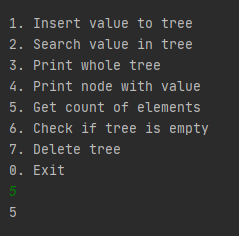 1. Insert value to tree
2. Search value in tree
3. Print whole tree
4. Print node with value
5. Get count of elements
6. Check if tree is empty
7. Delete tree
0. Exit
5
5